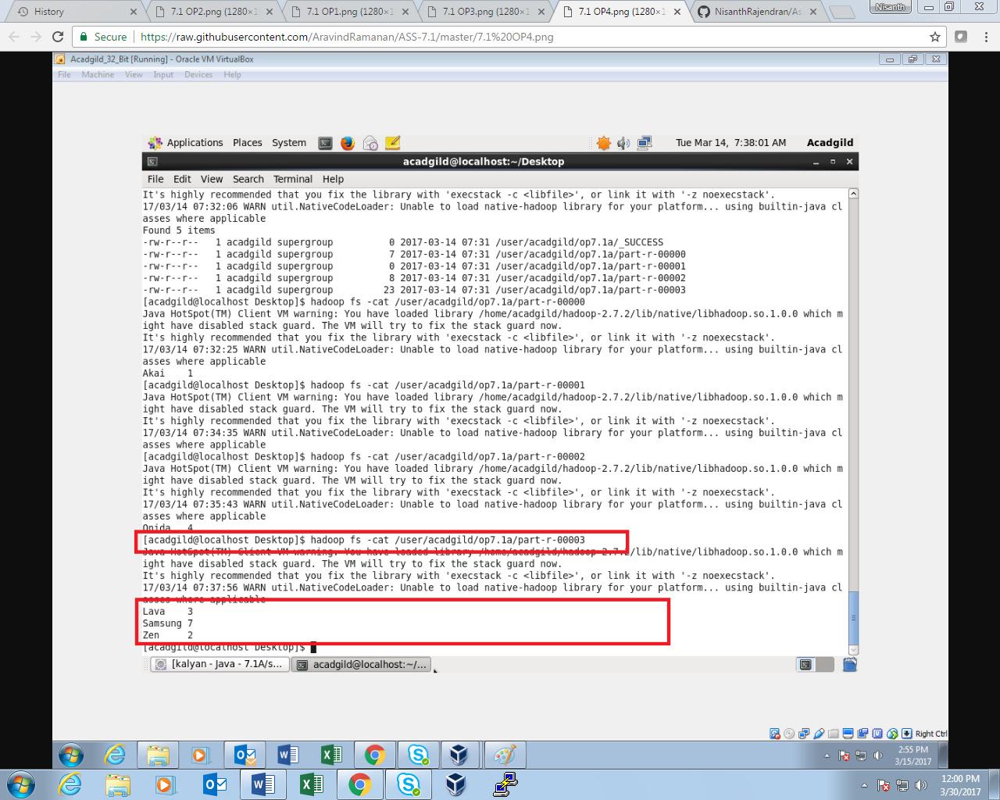 History
7.1 OP2.png (1280×1
7.1 OP1.png (1280×1
7.1 OP3.png (1280×1
7.1 OP4.png (1280×1
NisanthRajendran/As
Nisanth
Secure
https://raw.githubusercontent.com/AravindRamanan/ASS-7.1/master/7.1%20OP4.png
Acadgild_32_Bit [Running] - Oracle VM VirtualBox
File Machine View Input Devices Help
Applications Places System
Tue Mar 14, 7:38:01 AM
Acadgild
acadgild@localhost:~/Desktop
File Edit View Search Terminal Help
It's highly recommended that you fix the library with 'execstack -c <libfile>', or link it with '-z noexecstack'.
17/03/14 07:32:06 WARN util.NativeCodeLoader: Unable to load native-hadoop library for your platform... using builtin-java cl
asses where applicable
Found 5 items
-rw-r--r--   1 acadgild supergroup          0 2017-03-14 07:31 /user/acadgild/op7.1a/_SUCCESS
-rw-r--r--   1 acadgild supergroup          7 2017-03-14 07:31 /user/acadgild/op7.1a/part-r-00000
-rw-r--r--   1 acadgild supergroup          0 2017-03-14 07:31 /user/acadgild/op7.1a/part-r-00001
-rw-r--r--   1 acadgild supergroup          8 2017-03-14 07:31 /user/acadgild/op7.1a/part-r-00002
-rw-r--r--   1 acadgild supergroup         23 2017-03-14 07:31 /user/acadgild/op7.1a/part-r-00003
[acadgild@localhost Desktop]$ hadoop fs -cat /user/acadgild/op7.1a/part-r-00000
Java HotSpot(TM) Client VM warning: You have loaded library /home/acadgild/hadoop-2.7.2/lib/native/libhadoop.so.1.0.0 which m
ight have disabled stack guard. The VM will try to fix the stack guard now.
It's highly recommended that you fix the library with 'execstack -c <libfile>', or link it with '-z noexecstack'.
17/03/14 07:32:25 WARN util.NativeCodeLoader: Unable to load native-hadoop library for your platform... using builtin-java cl
asses where applicable
Akai    1
[acadgild@localhost Desktop]$ hadoop fs -cat /user/acadgild/op7.1a/part-r-00001
Java HotSpot(TM) Client VM warning: You have loaded library /home/acadgild/hadoop-2.7.2/lib/native/libhadoop.so.1.0.0 which m
ight have disabled stack guard. The VM will try to fix the stack guard now.
It's highly recommended that you fix the library with 'execstack -c <libfile>', or link it with '-z noexecstack'.
17/03/14 07:34:35 WARN util.NativeCodeLoader: Unable to load native-hadoop library for your platform... using builtin-java cl
asses where applicable
[acadgild@localhost Desktop]$ hadoop fs -cat /user/acadgild/op7.1a/part-r-00002
Java HotSpot(TM) Client VM warning: You have loaded library /home/acadgild/hadoop-2.7.2/lib/native/libhadoop.so.1.0.0 which m
ight have disabled stack guard. The VM will try to fix the stack guard now.
It's highly recommended that you fix the library with 'execstack -c <libfile>', or link it with '-z noexecstack'.
17/03/14 07:35:43 WARN util.NativeCodeLoader: Unable to load native-hadoop library for your platform... using builtin-java cl
asses where applicable
Onida   4
[acadgild@localhost Desktop]$ hadoop fs -cat /user/acadgild/op7.1a/part-r-00003
Java HotSpot(TM) Client VM warning: You have loaded library /home/acadgild/hadoop-2.7.2/lib/native/libhadoop.so.1.0.0 which m
ight have disabled stack guard. The VM will try to fix the stack guard now.
It's highly recommended that you fix the library with 'execstack -c <libfile>', or link it with '-z noexecstack'.
17/03/14 07:37:56 WARN util.NativeCodeLoader: Unable to load native-hadoop library for your platform... using builtin-java cl
asses where applicable
Lava    3
Samsung 7
Zen     2
[acadgild@localhost Desktop]$
[kalyan - Java - 7.1A/s...
acadgild@localhost:~/...
Right Ctrl
2:55 PM
3/15/2017
12:00 PM
3/30/2017